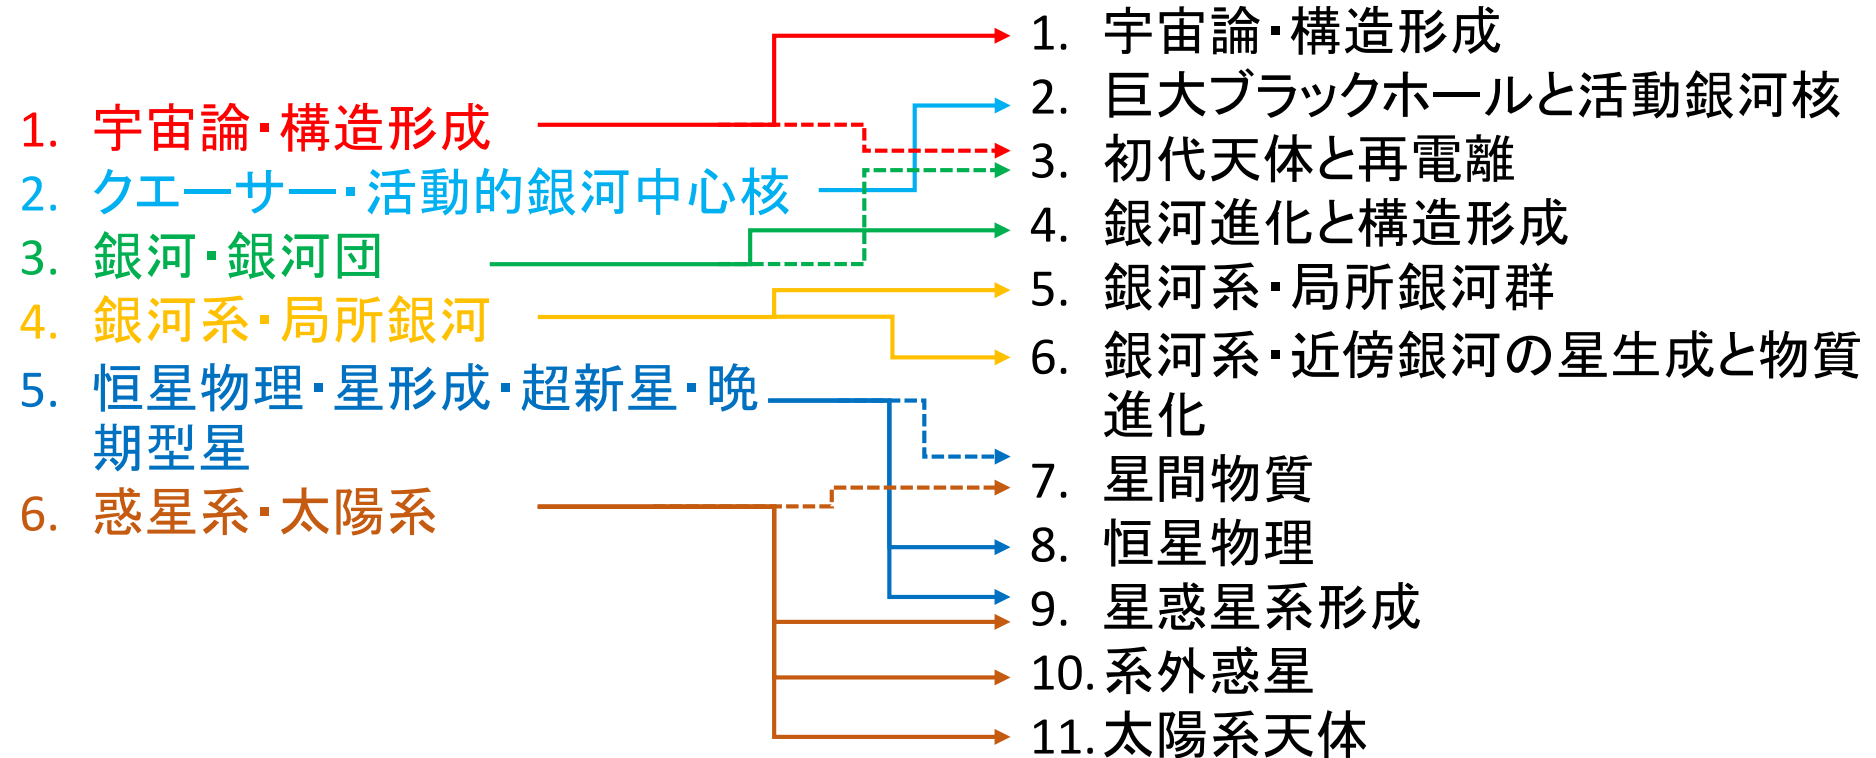 1. 宇宙論・構造形成
2. クエーサー・活動的銀河中心核
3. 銀河・銀河団
4. 銀河系・局所銀河
5. 恒星物理・星形成・超新星・晩
期型星
6. 惑星系・太陽系
1. 宇宙論・構造形成
2. 巨大ブラックホールと活動銀河核
3. 初代天体と再電離
4. 銀河進化と構造形成
5. 銀河系・局所銀河群
6. 銀河系・近傍銀河の星生成と物質
進化
7. 星間物質
8. 恒星物理
9. 星惑星系形成
10. 系外惑星
11. 太陽系天体